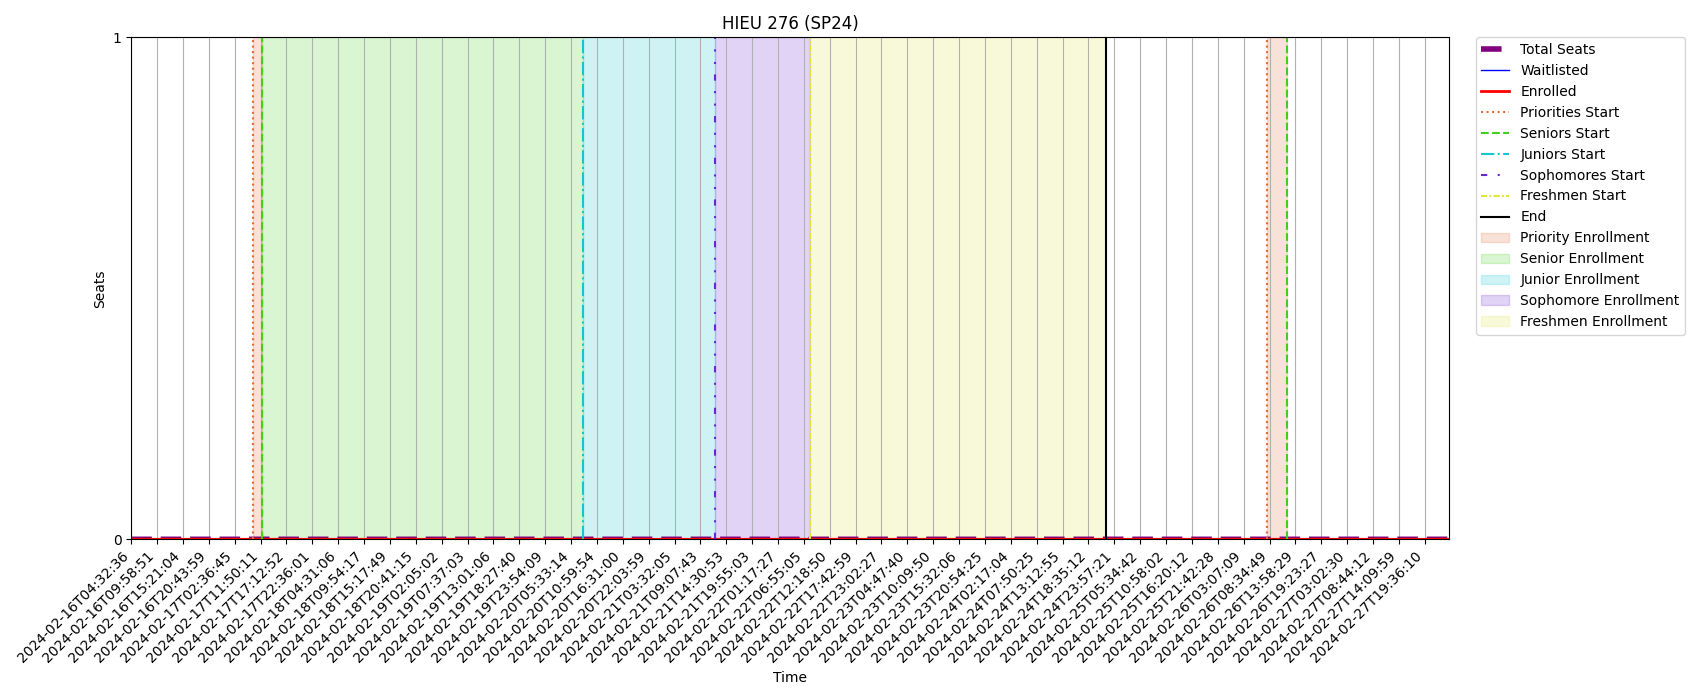 HIEU 276 (SP24)
1
0
Seats
2024-02-16T04:32:36
2024-02-16T09:58:51
2024-02-16T15:21:04
2024-02-16T20:43:59
2024-02-17T02:36:45
2024-02-17T11:50:11
2024-02-17T17:12:52
2024-02-17T22:36:01
2024-02-18T04:31:06
2024-02-18T09:54:17
2024-02-18T15:17:49
2024-02-18T20:41:15
2024-02-19T02:05:02
2024-02-19T07:37:03
2024-02-19T13:01:06
2024-02-19T18:27:40
2024-02-19T23:54:09
2024-02-20T05:33:14
2024-02-20T10:59:54
2024-02-20T16:31:00
2024-02-20T22:03:59
2024-02-21T03:32:05
2024-02-21T09:07:43
2024-02-21T14:30:53
2024-02-21T19:55:03
2024-02-22T01:17:27
2024-02-22T06:55:05
2024-02-22T12:18:50
2024-02-22T17:42:59
2024-02-22T23:02:27
2024-02-23T04:47:40
2024-02-23T10:09:50
2024-02-23T15:32:06
2024-02-23T20:54:25
2024-02-24T02:17:04
2024-02-24T07:50:25
2024-02-24T13:12:55
2024-02-24T18:35:12
2024-02-24T23:57:21
2024-02-25T05:34:42
2024-02-25T10:58:02
2024-02-25T16:20:12
2024-02-25T21:42:28
2024-02-26T03:07:09
2024-02-26T08:34:49
2024-02-26T13:58:29
2024-02-26T19:23:27
2024-02-27T03:02:30
2024-02-27T08:44:12
2024-02-27T14:09:59
2024-02-27T19:36:10
Time
Total Seats
Waitlisted
Enrolled
Priorities Start
Seniors Start
Juniors Start
Sophomores Start
Freshmen Start
End
Priority Enrollment
Senior Enrollment
Junior Enrollment
Sophomore Enrollment
Freshmen Enrollment